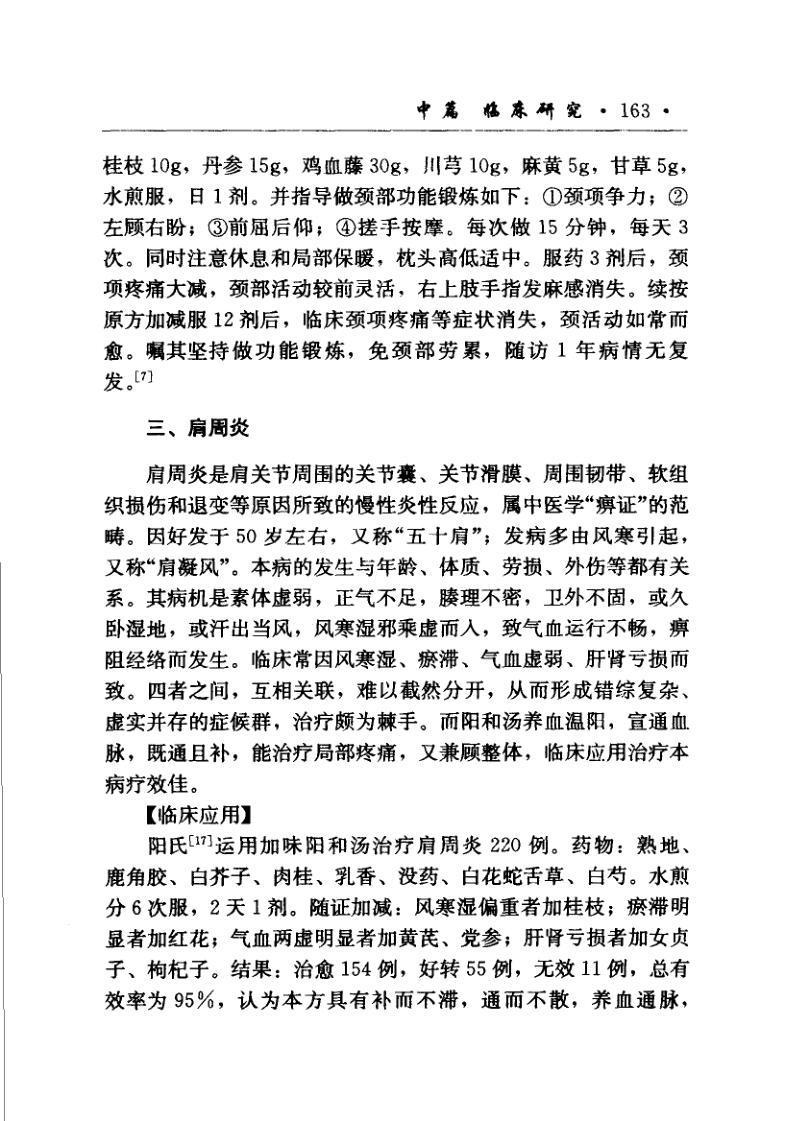 中篇 临床研究 · 163 ·
桂枝 10g，丹参 15g，鸡血藤 30g，川芎 10g，麻黄 5g，甘草 5g，
水煎服，日 1 剂。并指导做颈部功能锻炼如下：①颈项争力；②
左顾右盼；③前屈后仰；④搓手按摩。每次做 15 分钟，每天 3
次。同时注意休息和局部保暖，枕头高低适中。服药 3 剂后，颈
项疼痛大减，颈部活动较前灵活，右上肢手指发麻感消失。续按
原方加减服 12 剂后，临床颈项疼痛等症状消失，颈活动如常而
愈。嘱其坚持做功能锻炼，免颈部劳累，随访 1 年病情无复
发。[7]
三、肩周炎
肩周炎是肩关节周围的关节囊、关节滑膜、周围韧带、软组
织损伤和退变等原因所致的慢性炎性反应，属中医学“痹证”的范
畴。因好发于 50 岁左右，又称“五十肩”；发病多由风寒引起，
又称“肩凝风”。本病的发生与年龄、体质、劳损、外伤等都有关
系。其病机是素体虚弱，正气不足，腠理不密，卫外不固，或久
卧湿地，或汗出当风，风寒湿邪乘虚而入，致气血运行不畅，痹
阻经络而发生。临床常因风寒湿、瘀滞、气血虚弱、肝肾亏损而
致。四者之间，互相关联，难以截然分开，从而形成错综复杂、
虚实并存的症候群，治疗颇为棘手。而阳和汤养血温阳，宣通血
脉，既通且补，能治疗局部疼痛，又兼顾整体，临床应用治疗本
病疗效佳。
【临床应用】
阳氏[17]运用加味阳和汤治疗肩周炎 220 例。药物：熟地、
鹿角胶、白芥子、肉桂、乳香、没药、白花蛇舌草、白芍。水煎
分 6 次服，2 天 1 剂。随证加减：风寒湿偏重者加桂枝；瘀滞明
显者加红花；气血两虚明显者加黄芪、党参；肝肾亏损者加女贞
子、枸杞子。结果：治愈 154 例，好转 55 例，无效 11 例，总有
效率为 95%，认为本方具有补而不滞，通而不散，养血通脉，